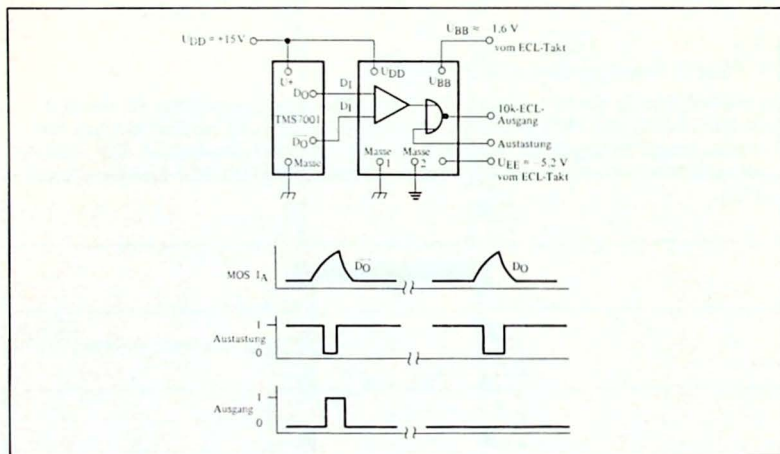 UBB ≈ 1,6 V
vom ECL-Takt
UDD = +15V
U+
UDD
UBB
DO
DI
10k-ECL-
Ausgang
DI
TMS7001
DO
Austastung
Masse
Masse
1
Masse
2
UEE = −5,2 V
vom ECL-Takt
MOS IA
DO
DO
1
Austastung
0
1
Ausgang
0